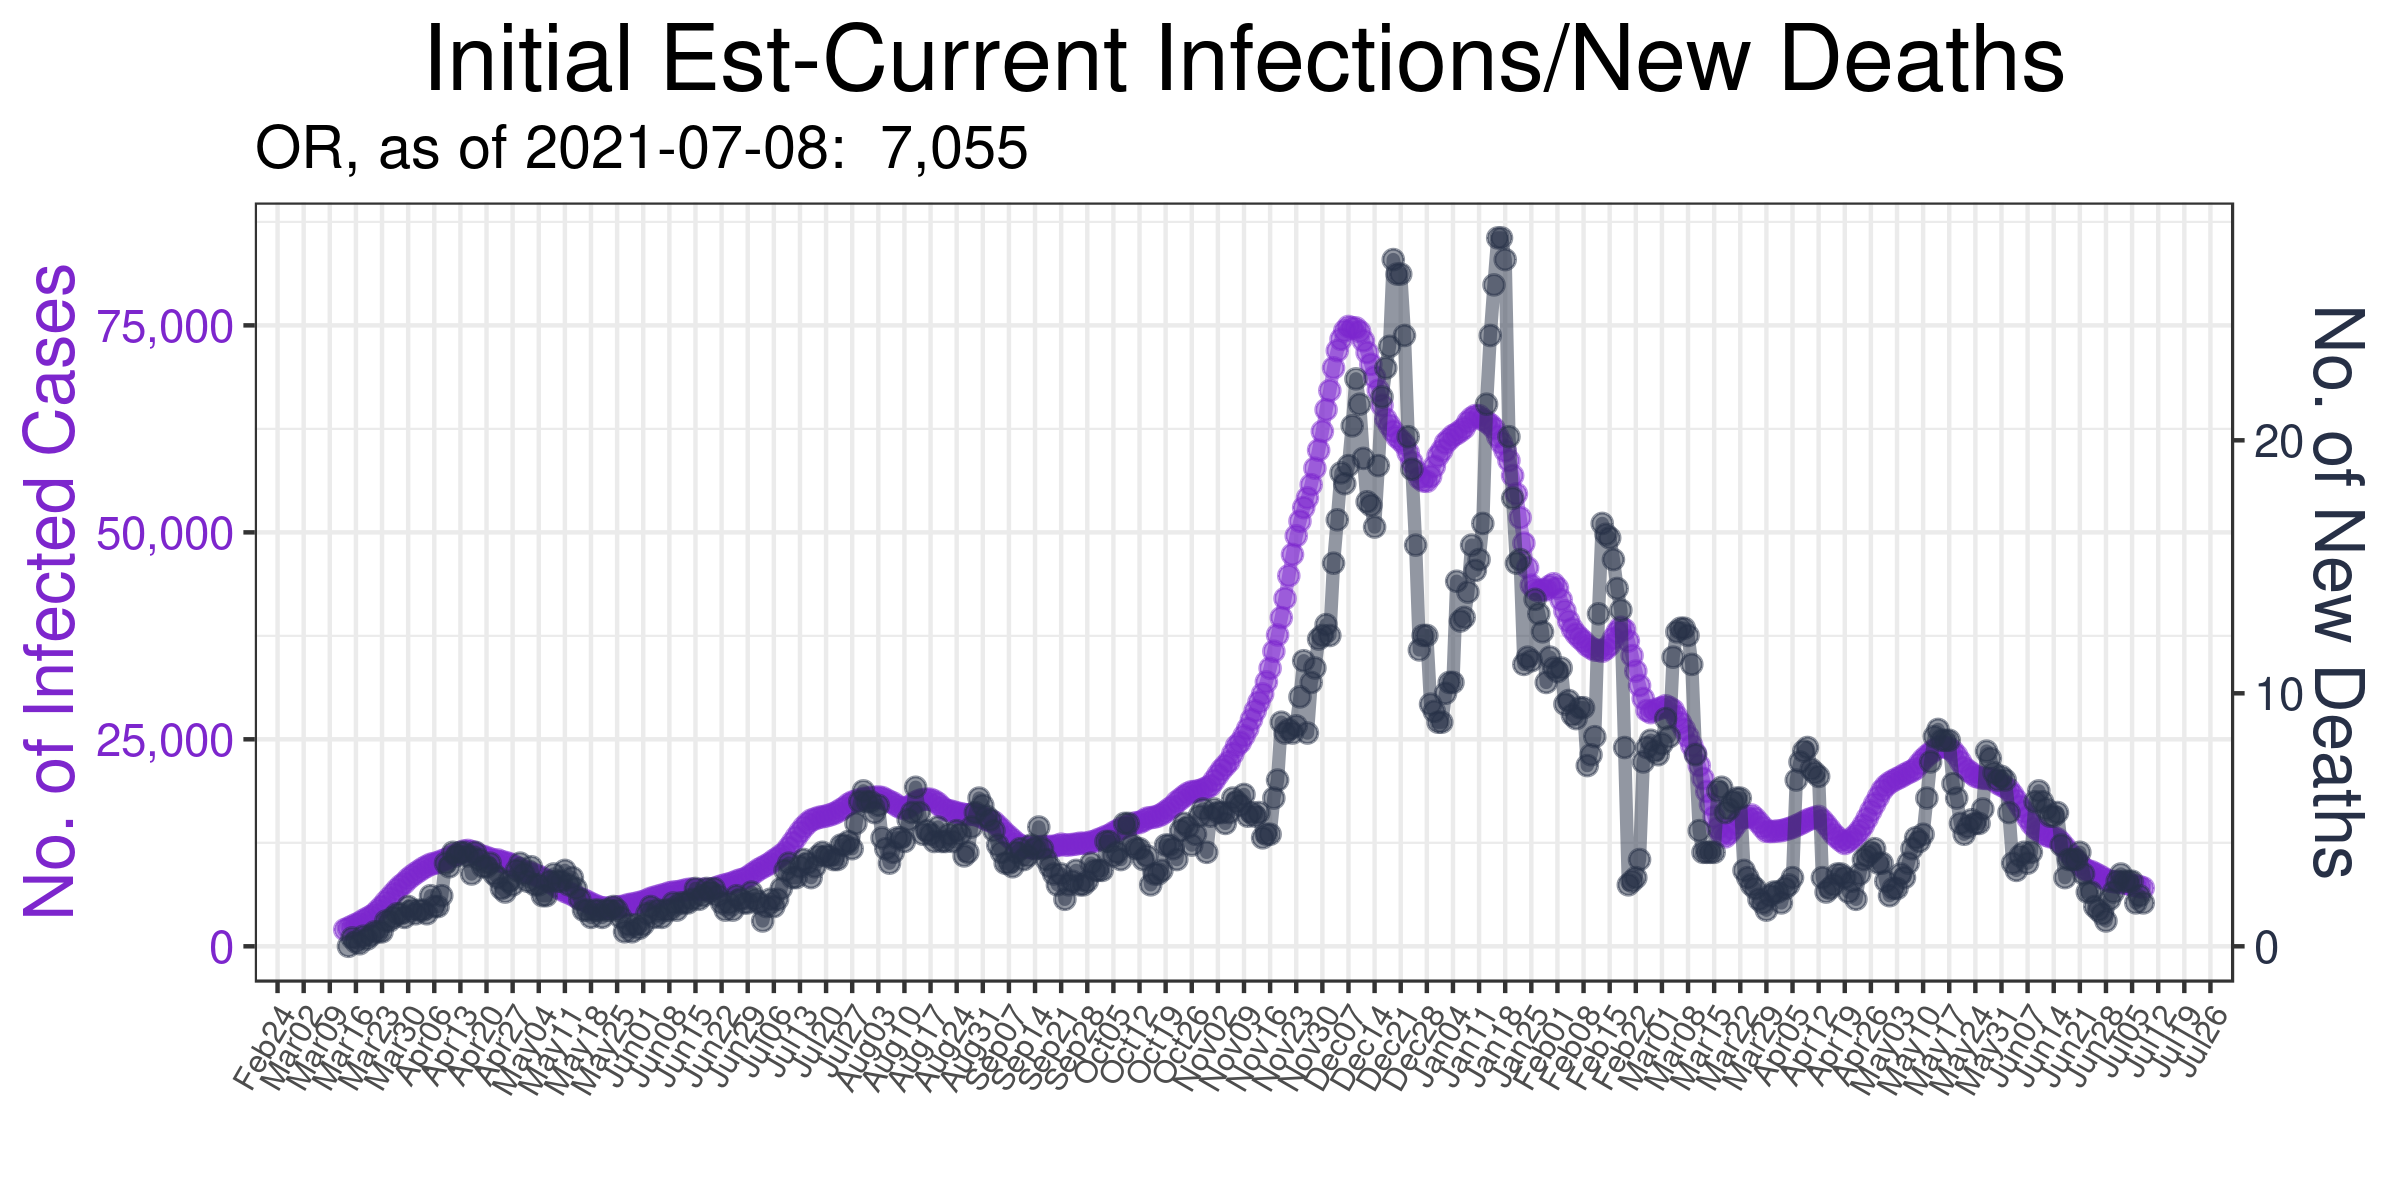 Initial Est-Current Infections/New Deaths
OR, as of 2021-07-08:  7,055
No. of Infected Cases
75,000
50,000
25,000
0
20
10
0
No. of New Deaths
Feb24
Mar02
Mar09
Mar16
Mar23
Mar30
Apr06
Apr13
Apr20
Apr27
May04
May11
May18
May25
Jun01
Jun08
Jun15
Jun22
Jun29
Jul06
Jul13
Jul20
Jul27
Aug03
Aug10
Aug17
Aug24
Aug31
Sep07
Sep14
Sep21
Sep28
Oct05
Oct12
Oct19
Oct26
Nov02
Nov09
Nov16
Nov23
Nov30
Dec07
Dec14
Dec21
Dec28
Jan04
Jan11
Jan18
Jan25
Feb01
Feb08
Feb15
Feb22
Mar01
Mar08
Mar15
Mar22
Mar29
Apr05
Apr12
Apr19
Apr26
May03
May10
May17
May24
May31
Jun07
Jun14
Jun21
Jun28
Jul05
Jul12
Jul19
Jul26